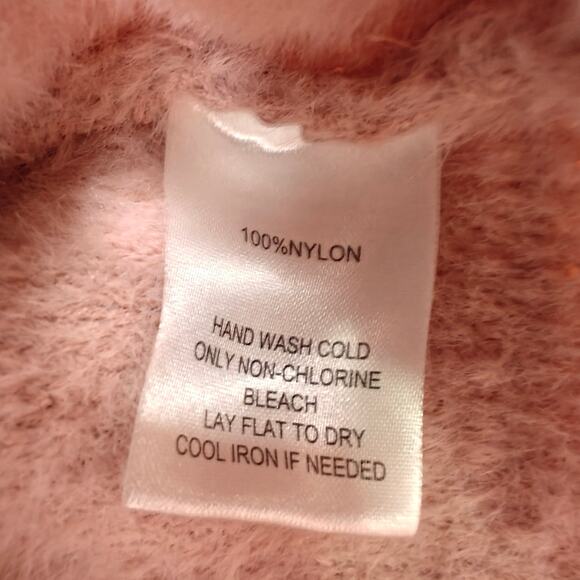 100%NYLON
HAND WASH COLD
ONLY NON-CHLORINE
BLEACH
LAY FLAT TO DRY
COOL IRON IF NEEDED